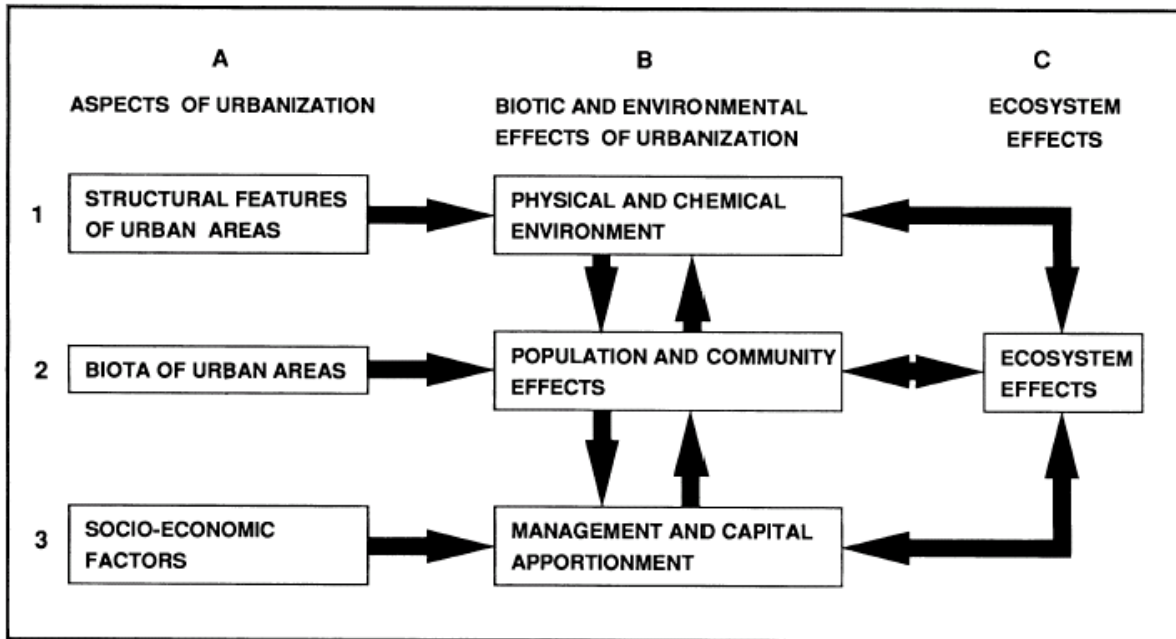 A
B
C
ASPECTS OF URBANIZATION
BIOTIC AND ENVIRONMENTAL
EFFECTS OF URBANIZATION
ECOSYSTEM
EFFECTS
1
STRUCTURAL FEATURES
OF URBAN AREAS
PHYSICAL AND CHEMICAL
ENVIRONMENT
2
BIOTA OF URBAN AREAS
POPULATION AND COMMUNITY
EFFECTS
ECOSYSTEM
EFFECTS
3
SOCIO-ECONOMIC
FACTORS
MANAGEMENT AND CAPITAL
APPORTIONMENT